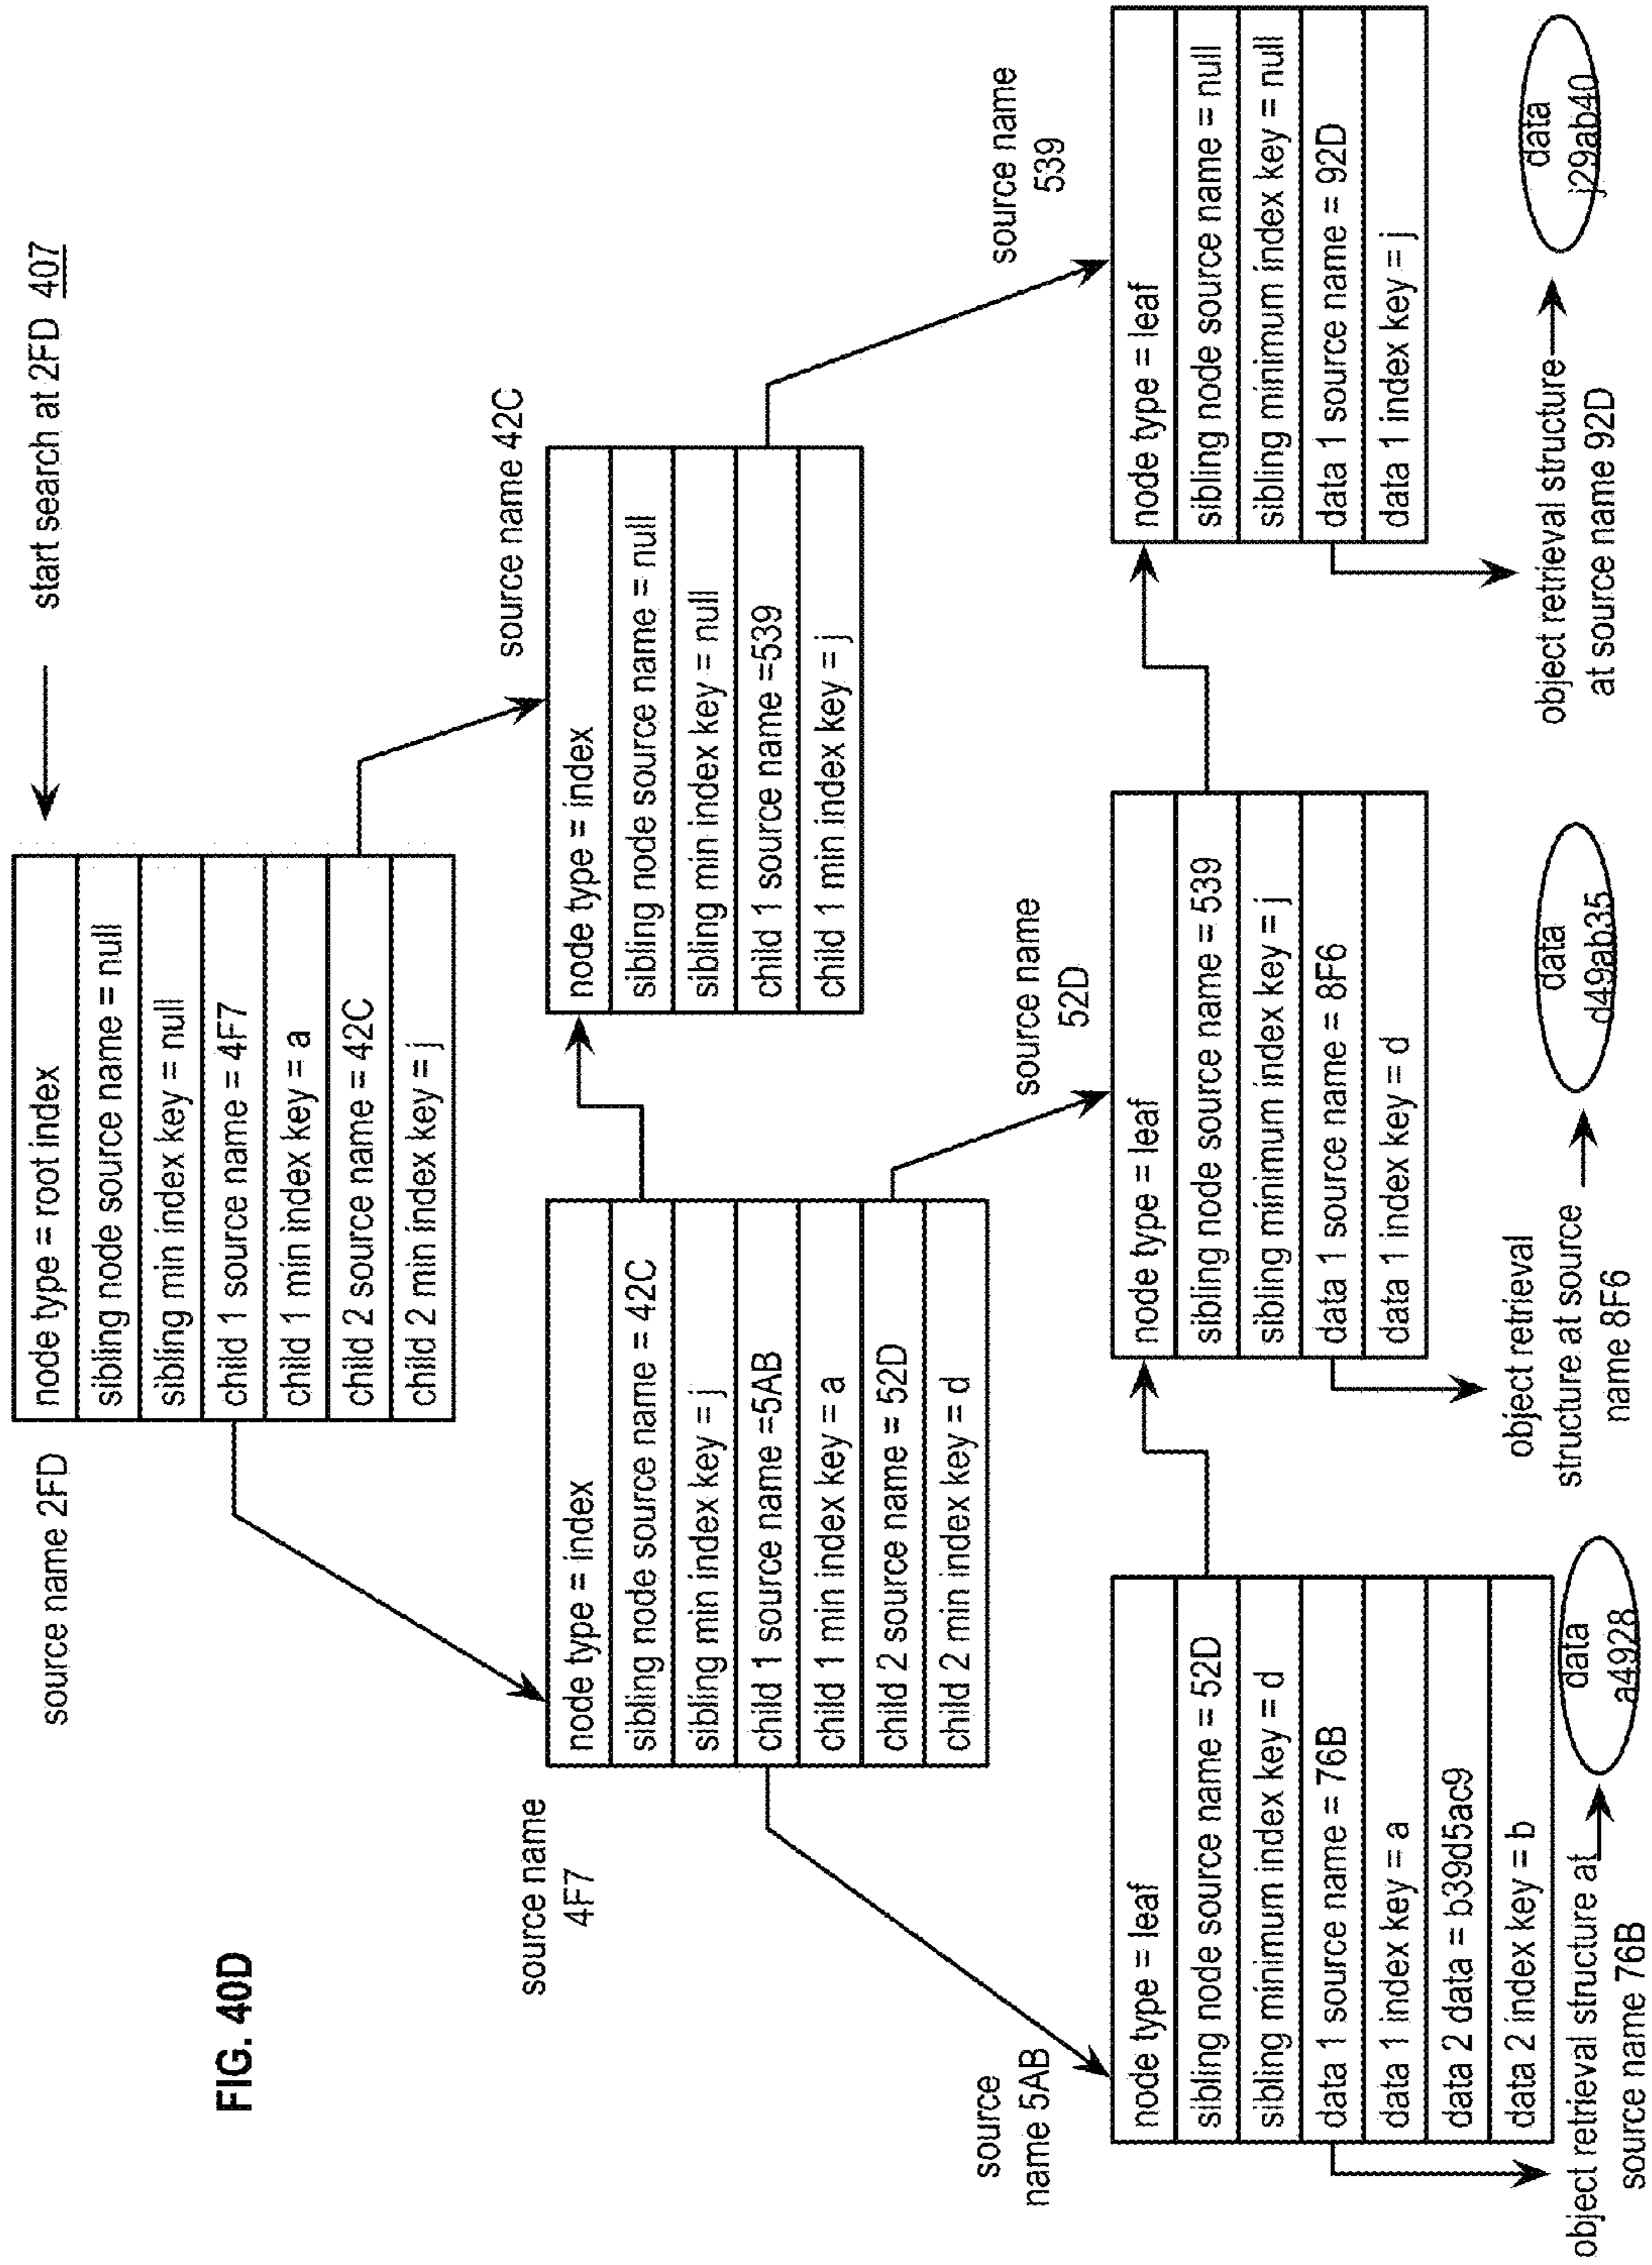 FIG. 40D
start search at 2FD 407
source name 2FD
node type = root index
sibling node source name = null
sibling min index key = null
child 1 source name = 4F7
child 1 min index key = a
child 2 source name = 42C
child 2 min index key = j
source name
4F7
node type = index
sibling node source name = 42C
sibling min index key = j
child 1 source name =5AB
child 1 min index key = a
child 2 source name = 52D
child 2 min index key = d
source name 42C
node type = index
sibling node source name = null
sibling min index key = null
child 1 source name =539
child 1 min index key = j
source
name 5AB
node type = leaf
sibling node source name = 52D
sibling minimum index key = d
data 1 source name = 76B
data 1 index key = a
data 2 data = b39d5ac9
data 2 index key = b
object retrieval structure at
source name 76B
data
a4928
source name
52D
node type = leaf
sibling node source name = 539
sibling minimum index key = j
data 1 source name = 8F6
data 1 index key = d
object retrieval
structure at source
name 8F6
data
d49ab35
source name
539
node type = leaf
sibling node source name = null
sibling minimum index key = null
data 1 source name = 92D
data 1 index key = j
object retrieval structure
at source name 92D
data
j29ab40